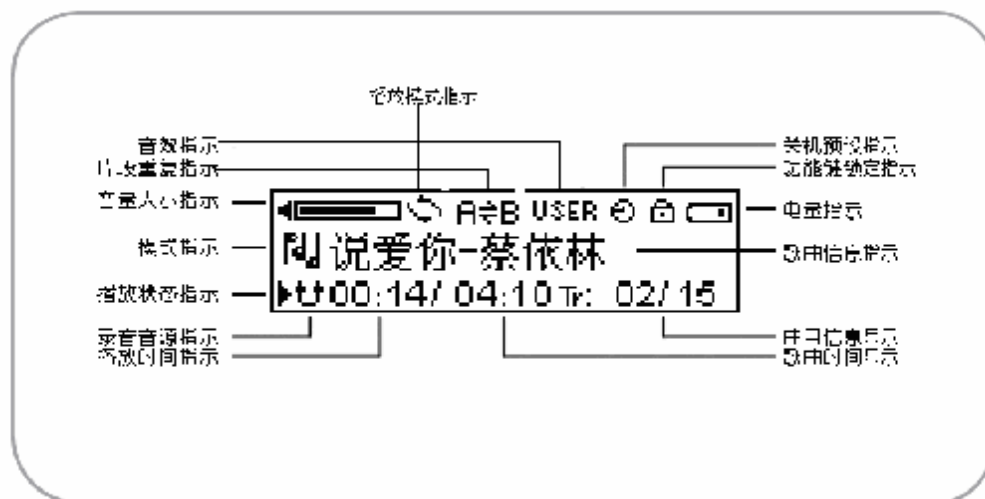 播放模式指示
音效指示
片段重复指示
音量大小指示
模式指示
播放状态指示
录音音源指示
播放时间指示
A⇄B USER
说爱你-蔡依林
00:14/ 04:10 Tr: 02/ 15
关机预设指示
功能键锁定指示
电量指示
歌曲信息指示
曲目信息显示
歌曲时间显示